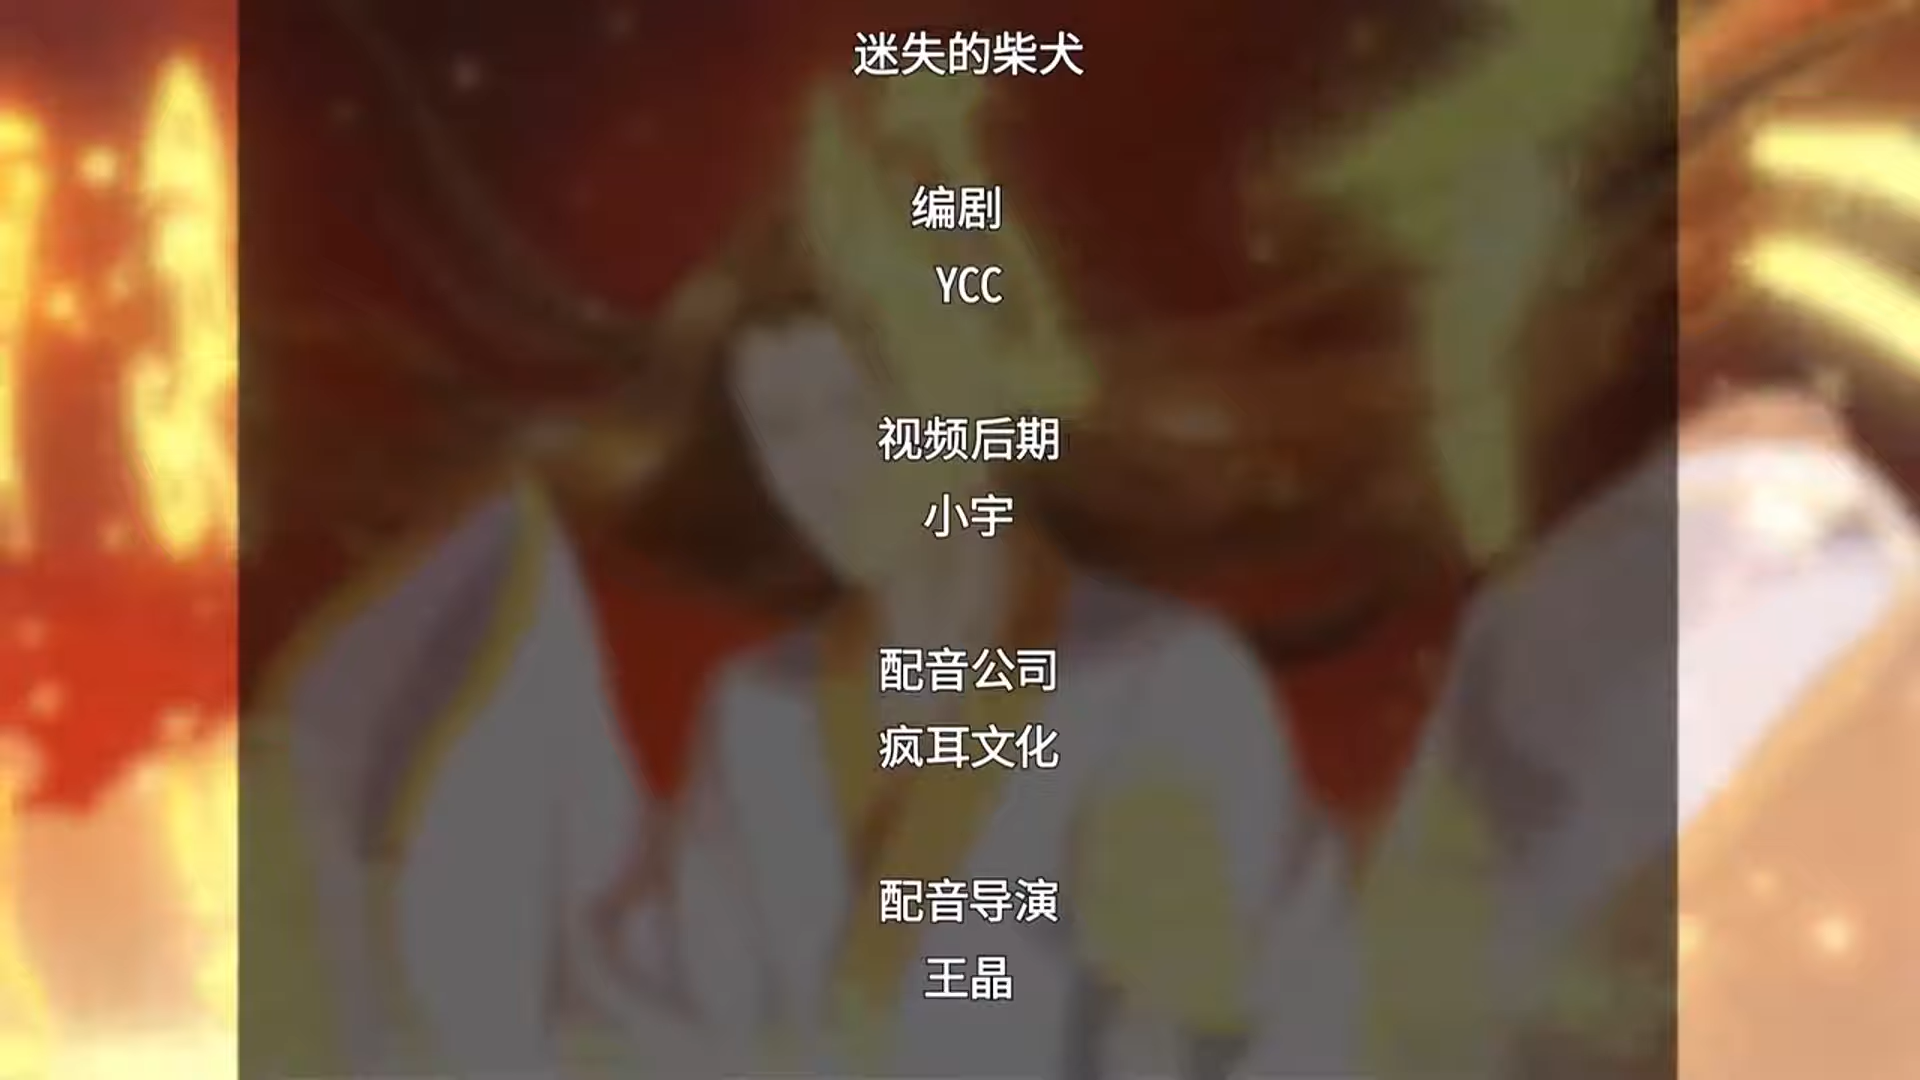 迷失的柴犬
编剧
YCC
视频后期
小宇
配音公司
疯耳文化
配音导演
王晶